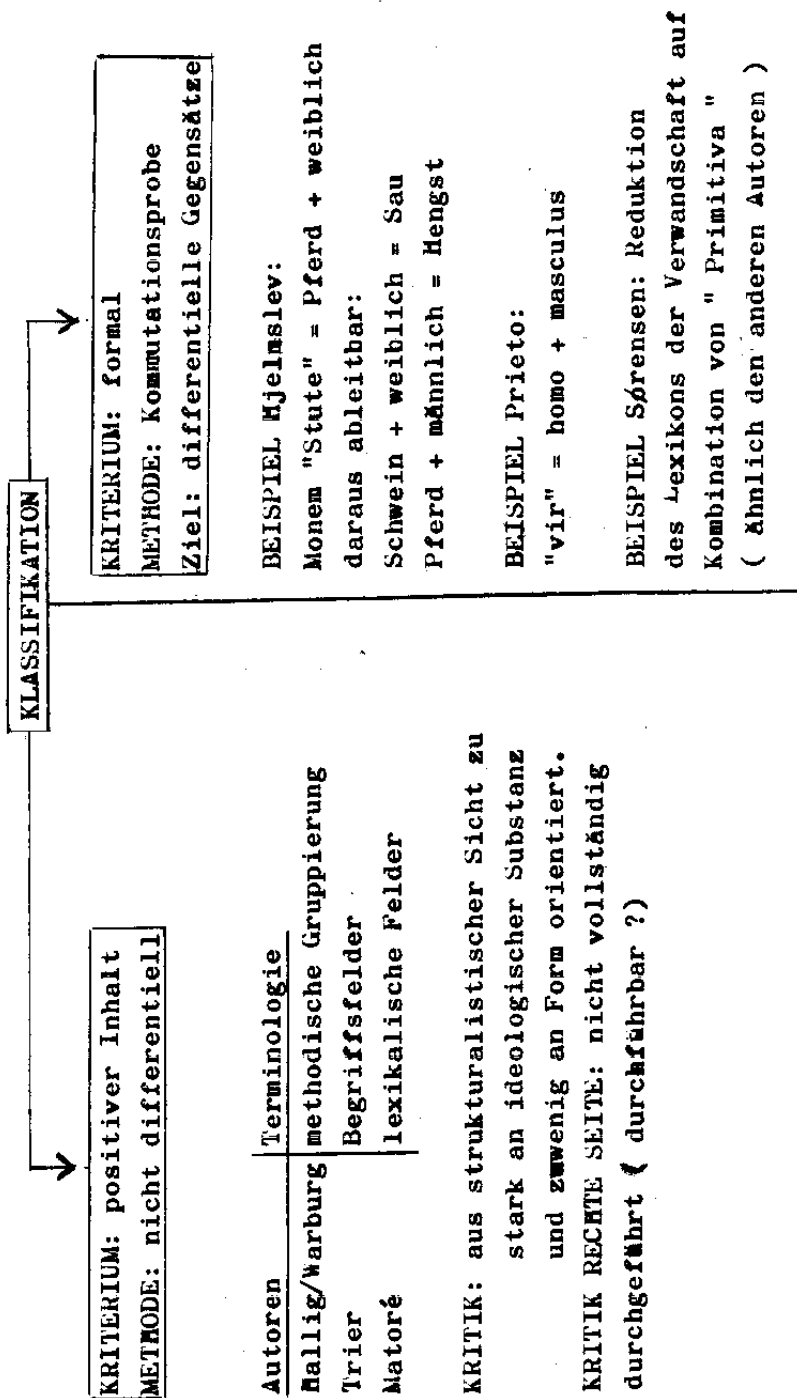 KLASSIFIKATION
KRITERIUM: positiver Inhalt
METHODE: nicht differentiell
Autoren Terminologie
Hallig/Warburg methodische Gruppierung
Trier Begriffsfelder
Matoré lexikalische Felder
KRITIK: aus strukturalistischer Sicht zu
stark an ideologischer Substanz
und zuwenig an Form orientiert.
KRITIK RECHTE SEITE: nicht vollständig
durchgeführt ( durchführbar ?)
KRITERIUM: formal
METHODE: Kommutationsprobe
Ziel: differentielle Gegensätze
BEISPIEL Hjelmslev:
Monem "Stute" = Pferd + weiblich
daraus ableitbar:
Schwein + weiblich = Sau
Pferd + männlich = Hengst
BEISPIEL Prieto:
"vir" = homo + masculus
BEISPIEL Sørensen: Reduktion
des Lexikons der Verwandschaft auf
Kombination von " Primitiva "
( ähnlich den anderen Autoren )